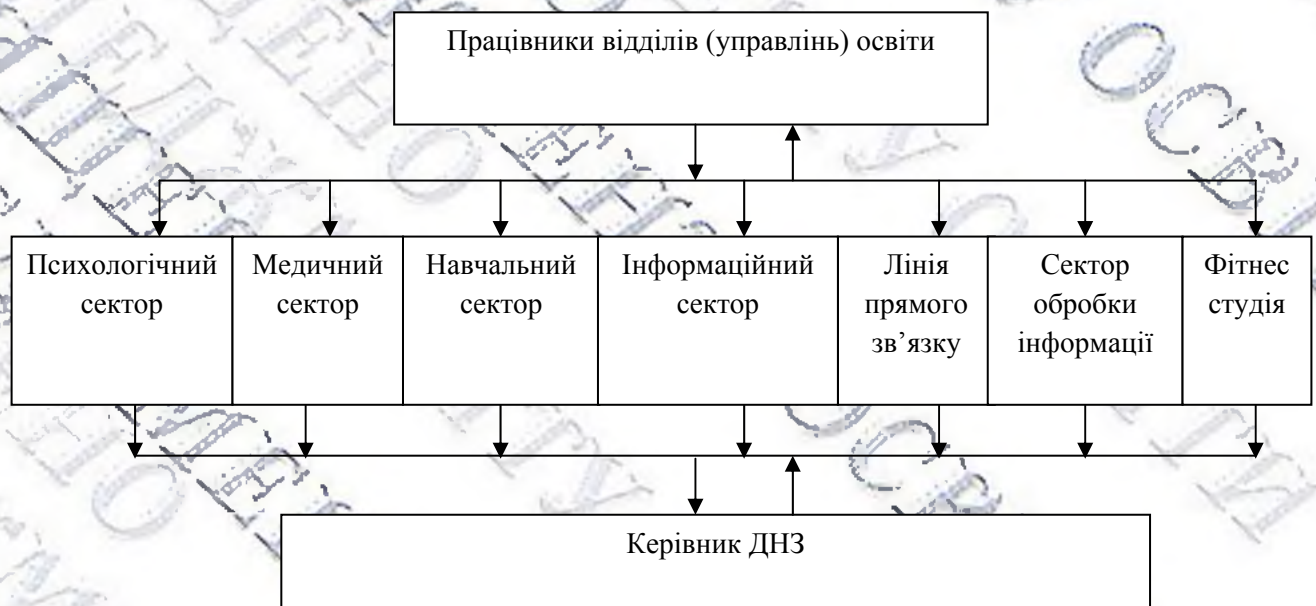 Працівники відділів (управлінь) освіти
Психологічний
сектор
Медичний
сектор
Навчальний
сектор
Інформаційний
сектор
Лінія
прямого
зв’язку
Сектор
обробки
інформації
Фітнес
студія
Керівник ДНЗ